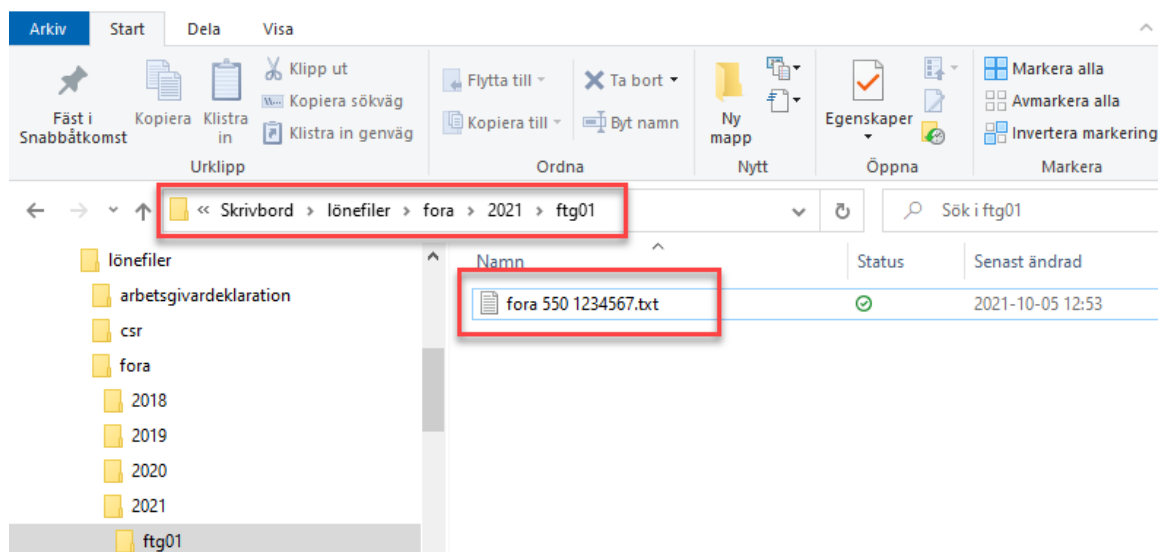 Arkiv Start Dela Visa
Fäst i Snabbåtkomst
Kopiera
Klistra in
Klipp ut
Kopiera sökväg
Klistra in genväg
Urklipp
Flytta till
Kopiera till
Ta bort
Byt namn
Ordna
Ny mapp
Nytt
Egenskaper
Öppna
Markera alla
Avmarkera alla
Invertera markering
Markera
« Skrivbord › lönefiler › fora › 2021 › ftg01
Sök i ftg01
lönefiler
arbetsgivardeklaration
csr
fora
2018
2019
2020
2021
ftg01
Namn Status Senast ändrad
fora 550 1234567.txt 2021-10-05 12:53